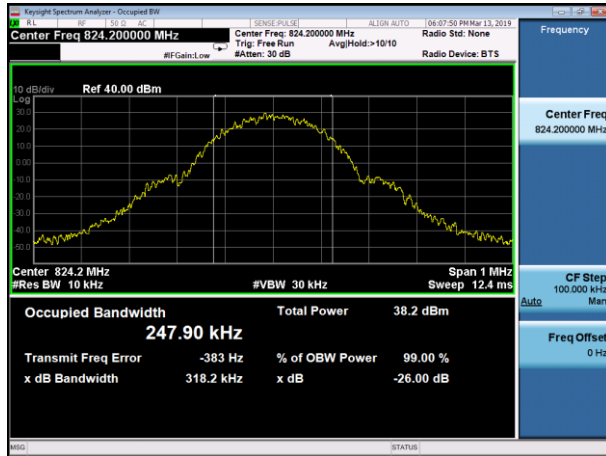 Keysight Spectrum Analyzer - Occupied BW
RL RF 50 Ω AC SENSE:PULSE ALIGN AUTO 06:07:50 PM Mar 13, 2019
Center Freq 824.200000 MHz Center Freq: 824.200000 MHz Radio Std: None Frequency
Trig: Free Run Avg|Hold:>10/10
#IFGain:Low #Atten: 30 dB Radio Device: BTS
10 dB/div Ref 40.00 dBm
Log
30.0
20.0
10.0
0.00
-10.0
-20.0
-30.0
-40.0
-50.0
Center Freq
824.200000 MHz
Center 824.2 MHz Span 1 MHz
#Res BW 10 kHz #VBW 30 kHz Sweep 12.4 ms
CF Step
100.000 kHz
Auto Man
Occupied Bandwidth Total Power 38.2 dBm
247.90 kHz
Freq Offset
0 Hz
Transmit Freq Error -383 Hz % of OBW Power 99.00 %
x dB Bandwidth 318.2 kHz x dB -26.00 dB
MSG STATUS